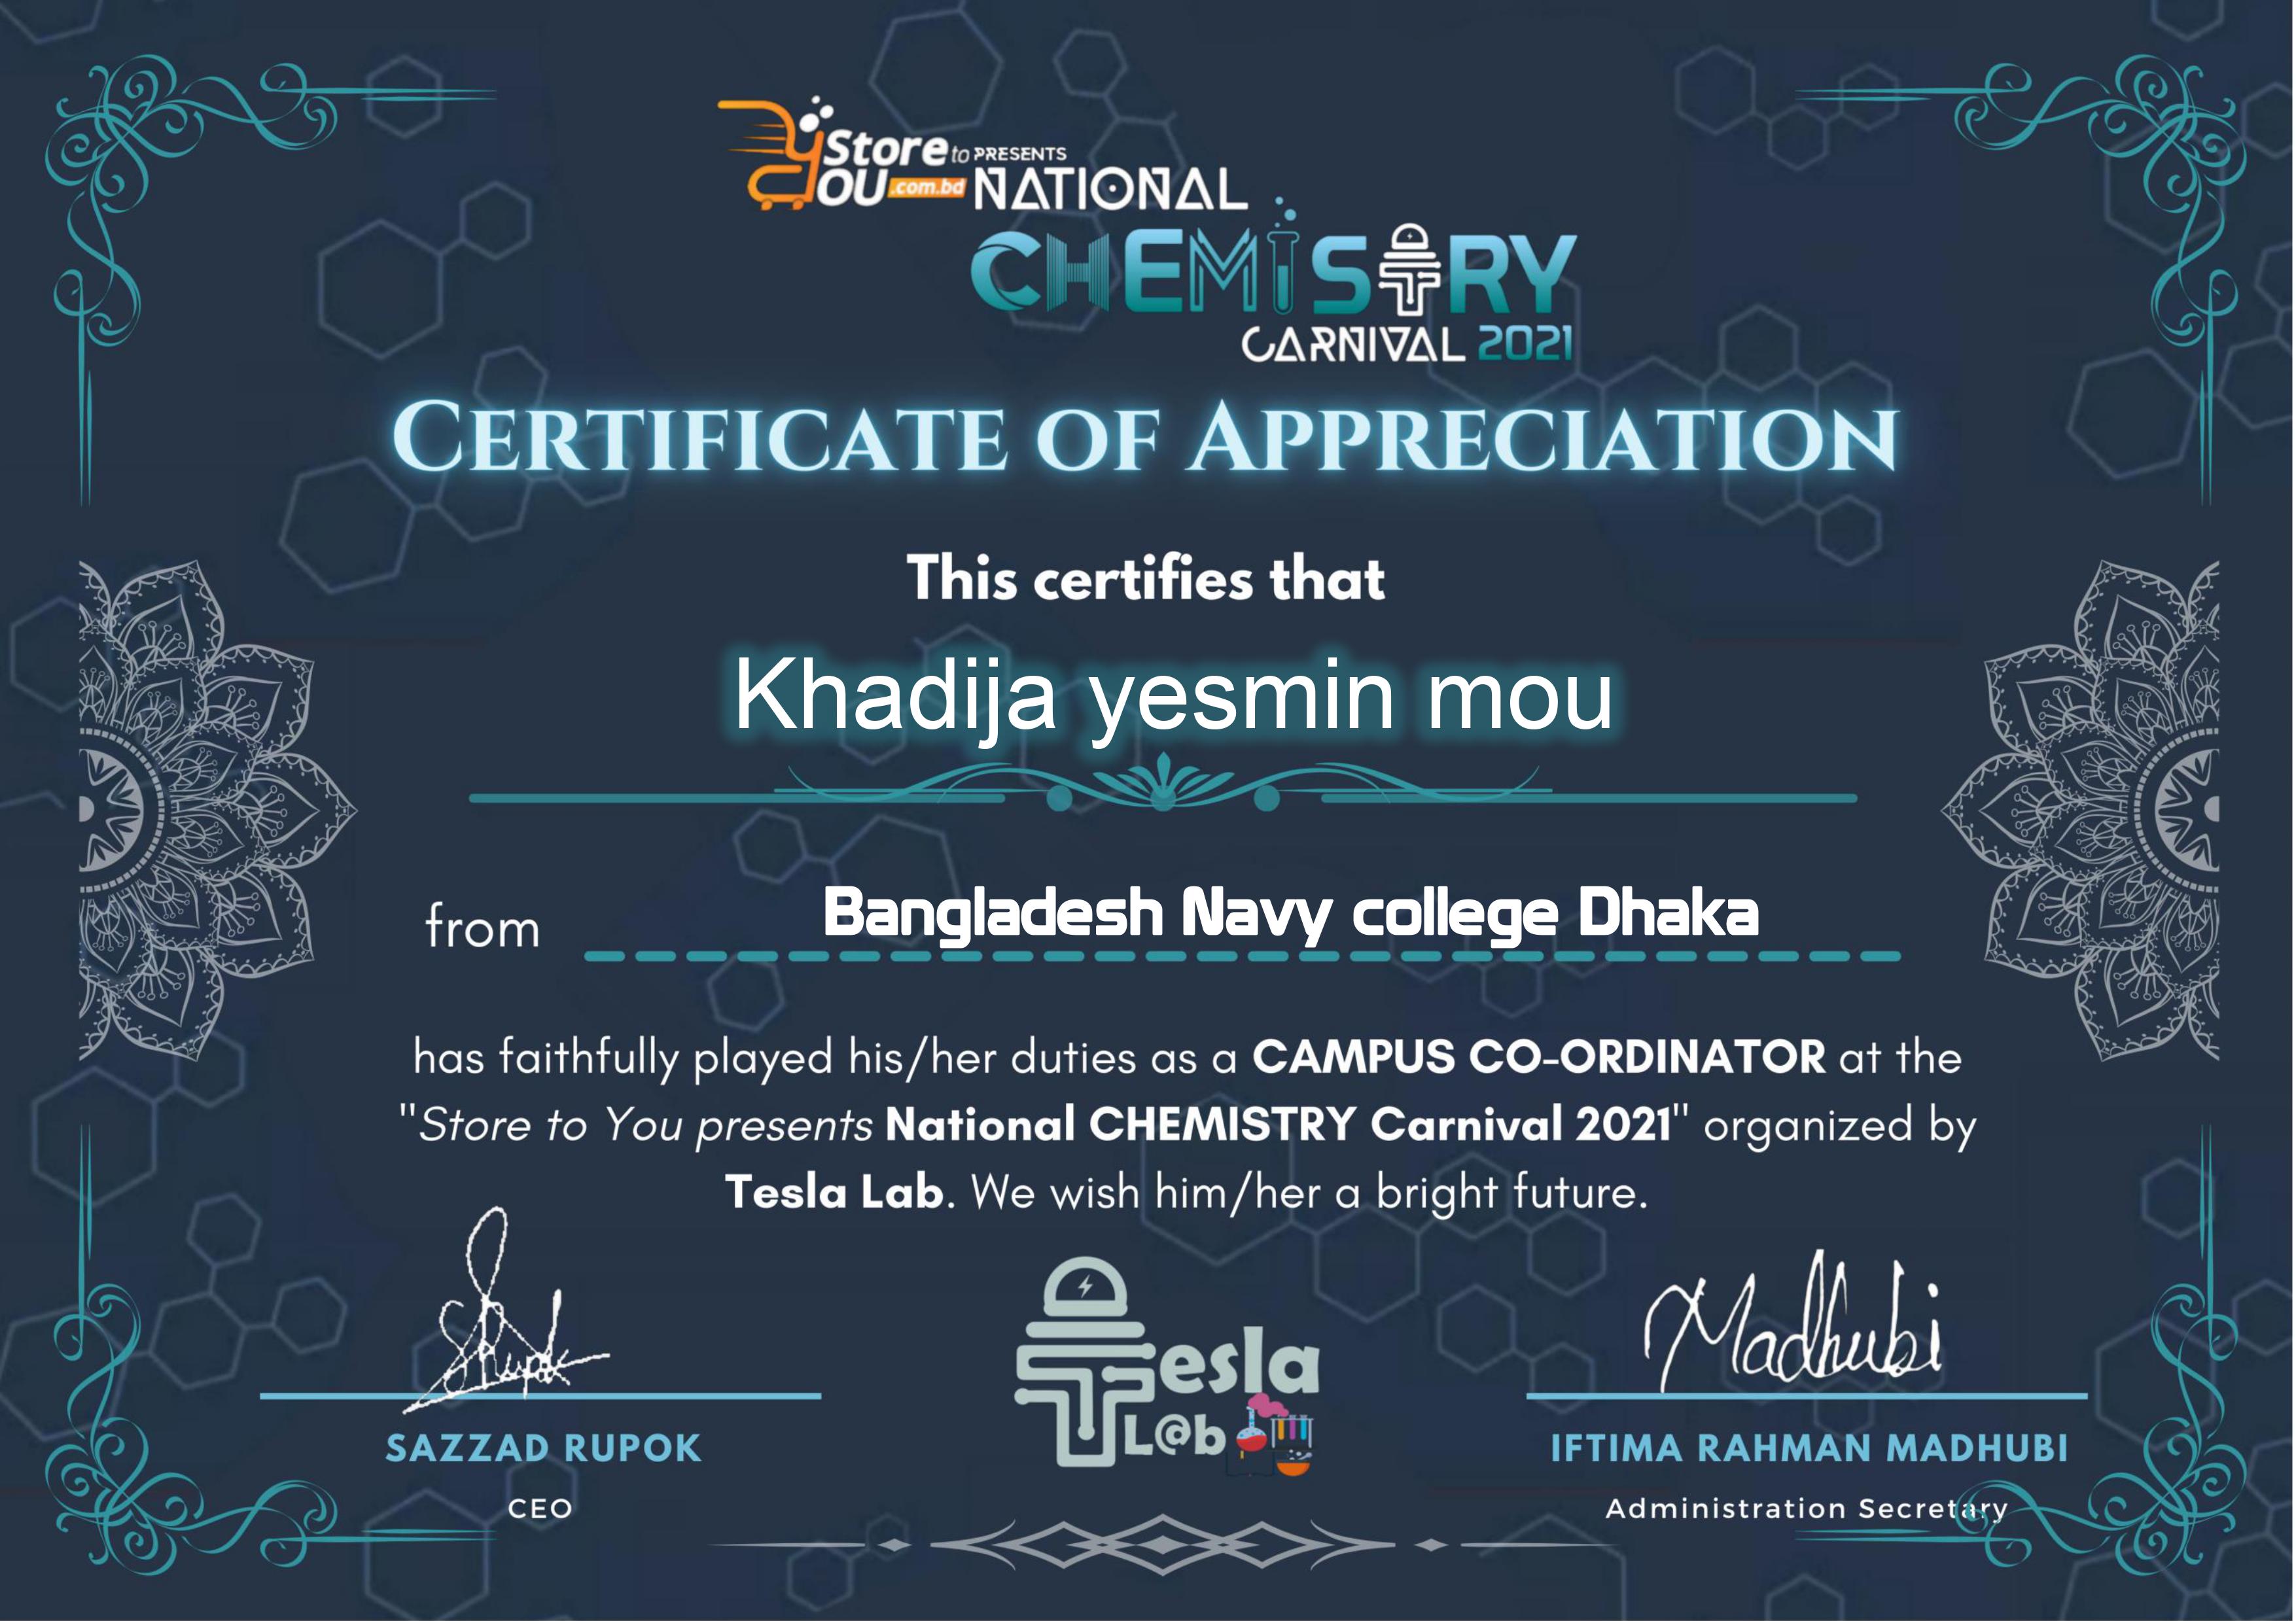 Store to PRESENTS
YOU .com.bd NATIONAL
CHEMISTRY
CARNIVAL 2021
CERTIFICATE OF APPRECIATION
This certifies that
Khadija yesmin mou
from Bangladesh Navy college Dhaka
has faithfully played his/her duties as a CAMPUS CO-ORDINATOR at the
"Store to You presents National CHEMISTRY Carnival 2021" organized by
Tesla Lab. We wish him/her a bright future.
SRupok
Madhubi
Tesla
L@b
SAZZAD RUPOK
IFTIMA RAHMAN MADHUBI
CEO
Administration Secretary